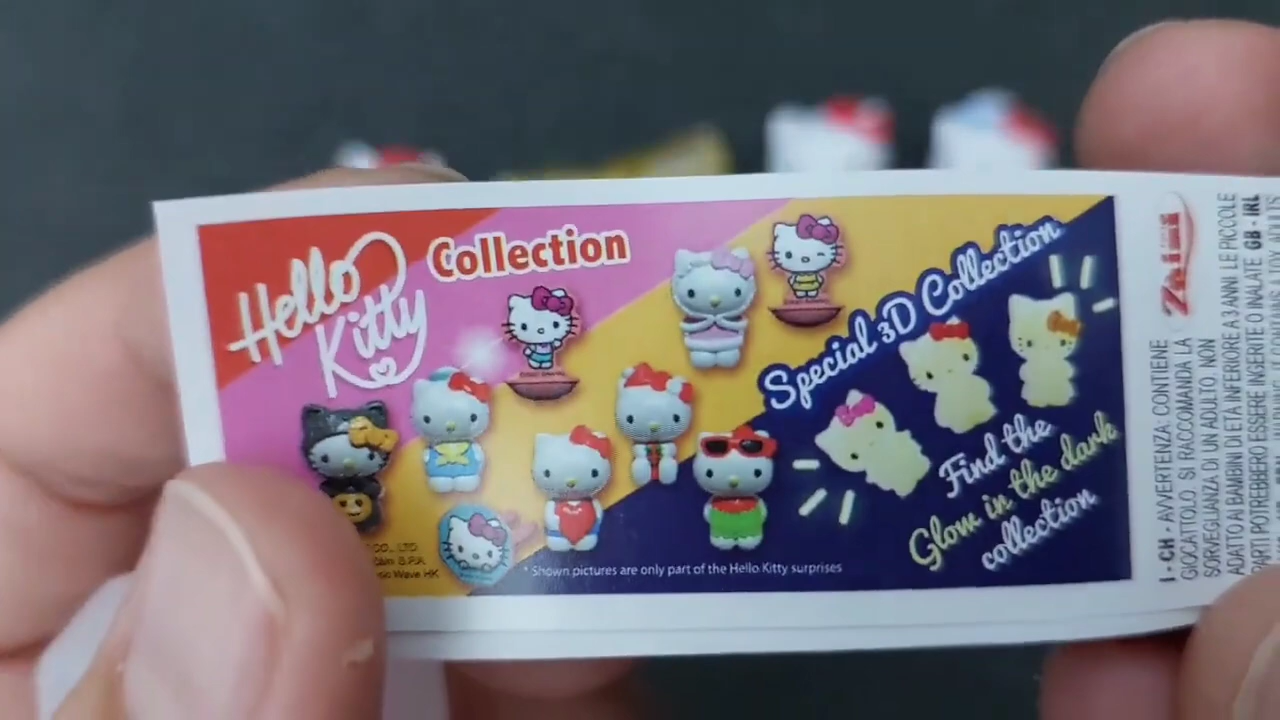 Hello
Kitty
Collection
Special 3D Collection
Find the
Glow in the dark
collection
CO., LTD
* Shown pictures are only part of the Hello Kitty surprises
Zaini
I - CH - AVVERTENZA CONTIENE
GIOCATTOLO. SI RACCOMANDA LA
SORVEGLIANZA DI UN ADULTO NON
ADATTO AI BAMBINI DI ETÀ INFERIORE A 3 ANNI. LE PICCOLE
PARTI POTREBBERO ESSERE INGERITE O INALATE GB - IRL